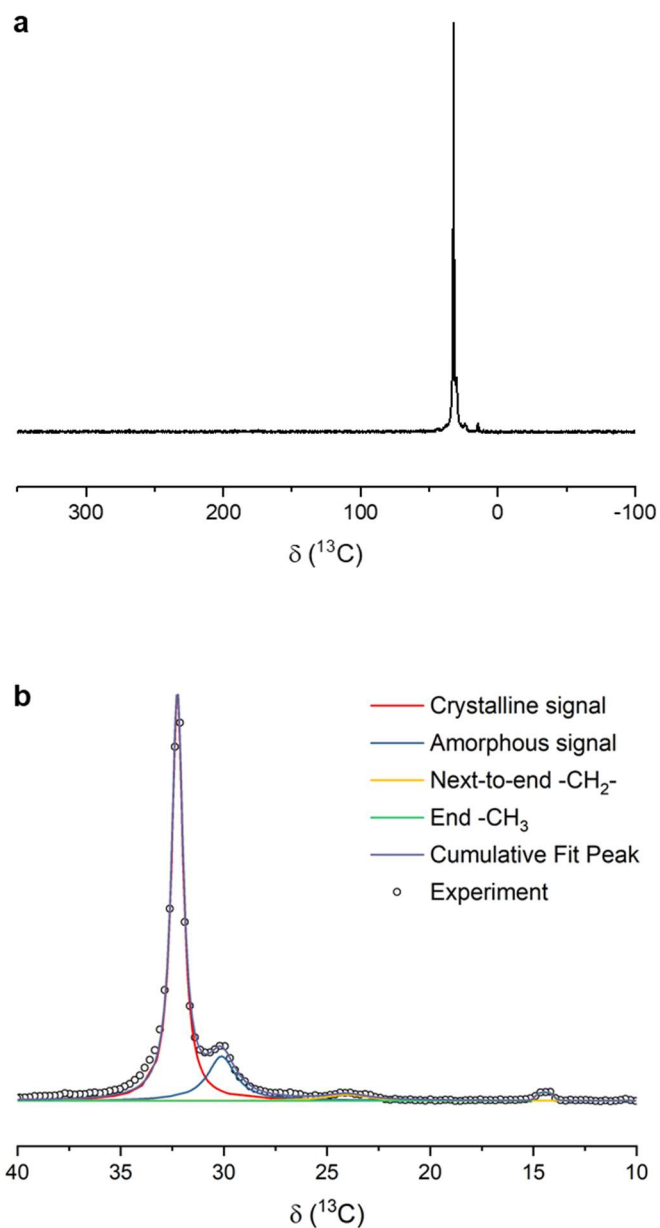 a
300 200 100 0 -100
δ (¹³C)
b
Crystalline signal
Amorphous signal
Next-to-end -CH₂-
End -CH₃
Cumulative Fit Peak
Experiment
40 35 30 25 20 15 10
δ (¹³C)